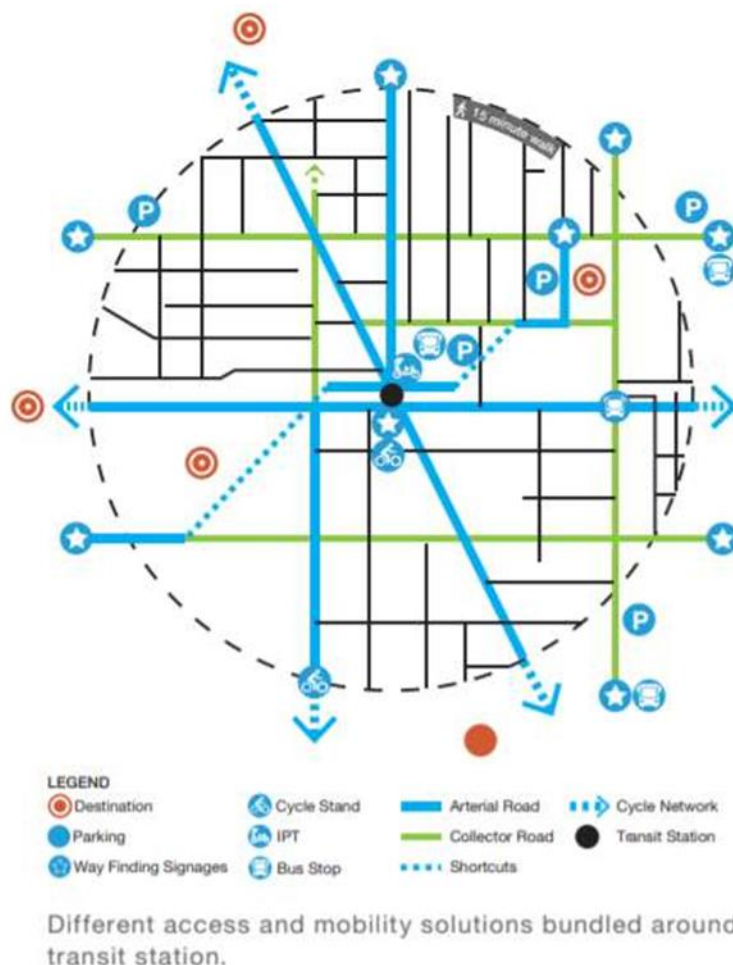 15 minute walk
P
P
P
P
P
LEGEND
Destination
Cycle Stand
Arterial Road
Cycle Network
Parking
IPT
Collector Road
Transit Station
Way Finding Signages
Bus Stop
Shortcuts
Different access and mobility solutions bundled around
transit station.